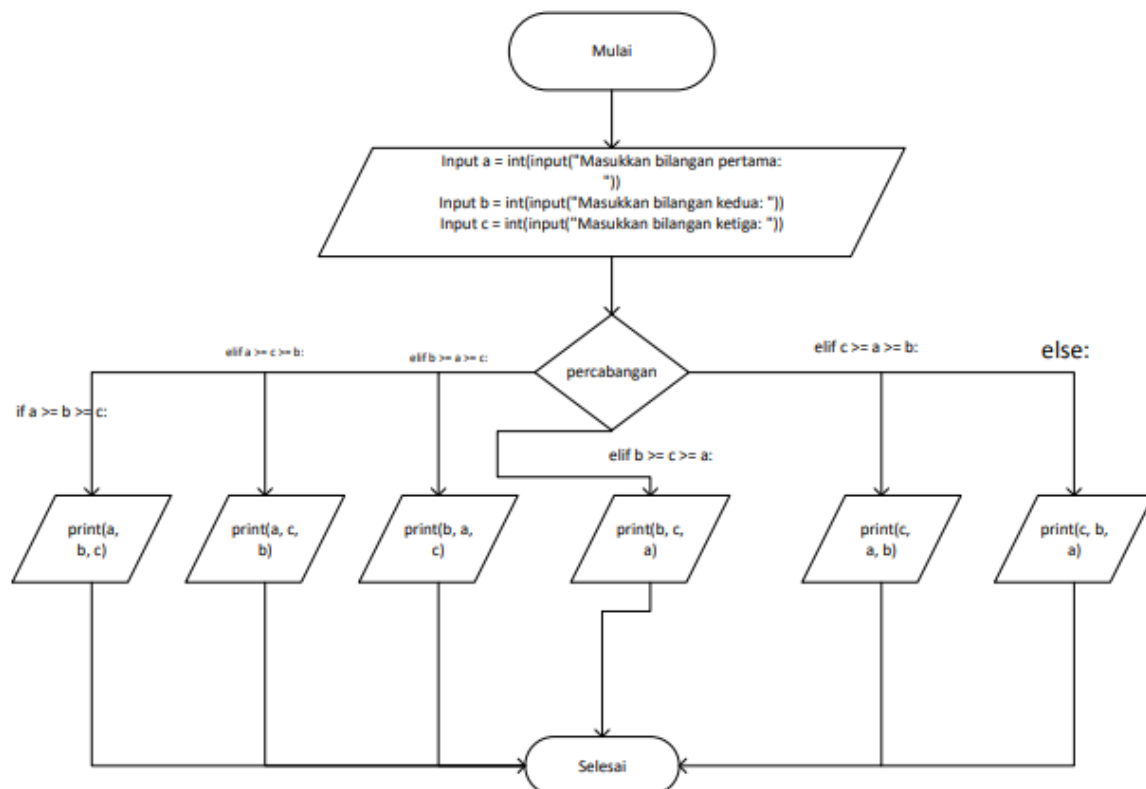 Mulai
Input a = int(input("Masukkan bilangan pertama:
"))
Input b = int(input("Masukkan bilangan kedua: "))
Input c = int(input("Masukkan bilangan ketiga: "))
percabangan
if a >= b >= c:
elif a >= c >= b:
elif b >= a >= c:
elif b >= c >= a:
elif c >= a >= b:
else:
print(a,
b, c)
print(a, c,
b)
print(b, a,
c)
print(b, c,
a)
print(c,
a, b)
print(c, b,
a)
Selesai